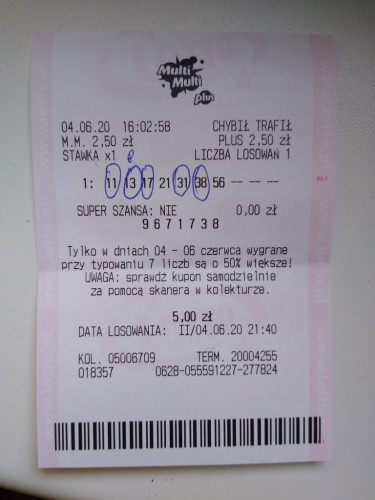 Multi
Multi
plus
04.06.20 16:02:58 CHYBIŁ TRAFIŁ
M.M. 2,50 zł PLUS 2,50 zł
STAWKA x1 LICZBA LOSOWAŃ 1
1: 11 13 17 21 31 38 56 -- -- --
SUPER SZANSA: NIE 0,00 zł
9671738
Tylko w dniach 04 - 06 czerwca wygrane
przy typowaniu 7 liczb są o 50% większe!
UWAGA: sprawdź kupon samodzielnie
za pomocą skanera w kolekturze.
5,00 zł
DATA LOSOWANIA: II/04.06.20 21:40
KOL. 05006709 TERM. 20004255
018357 0628-055591227-277824